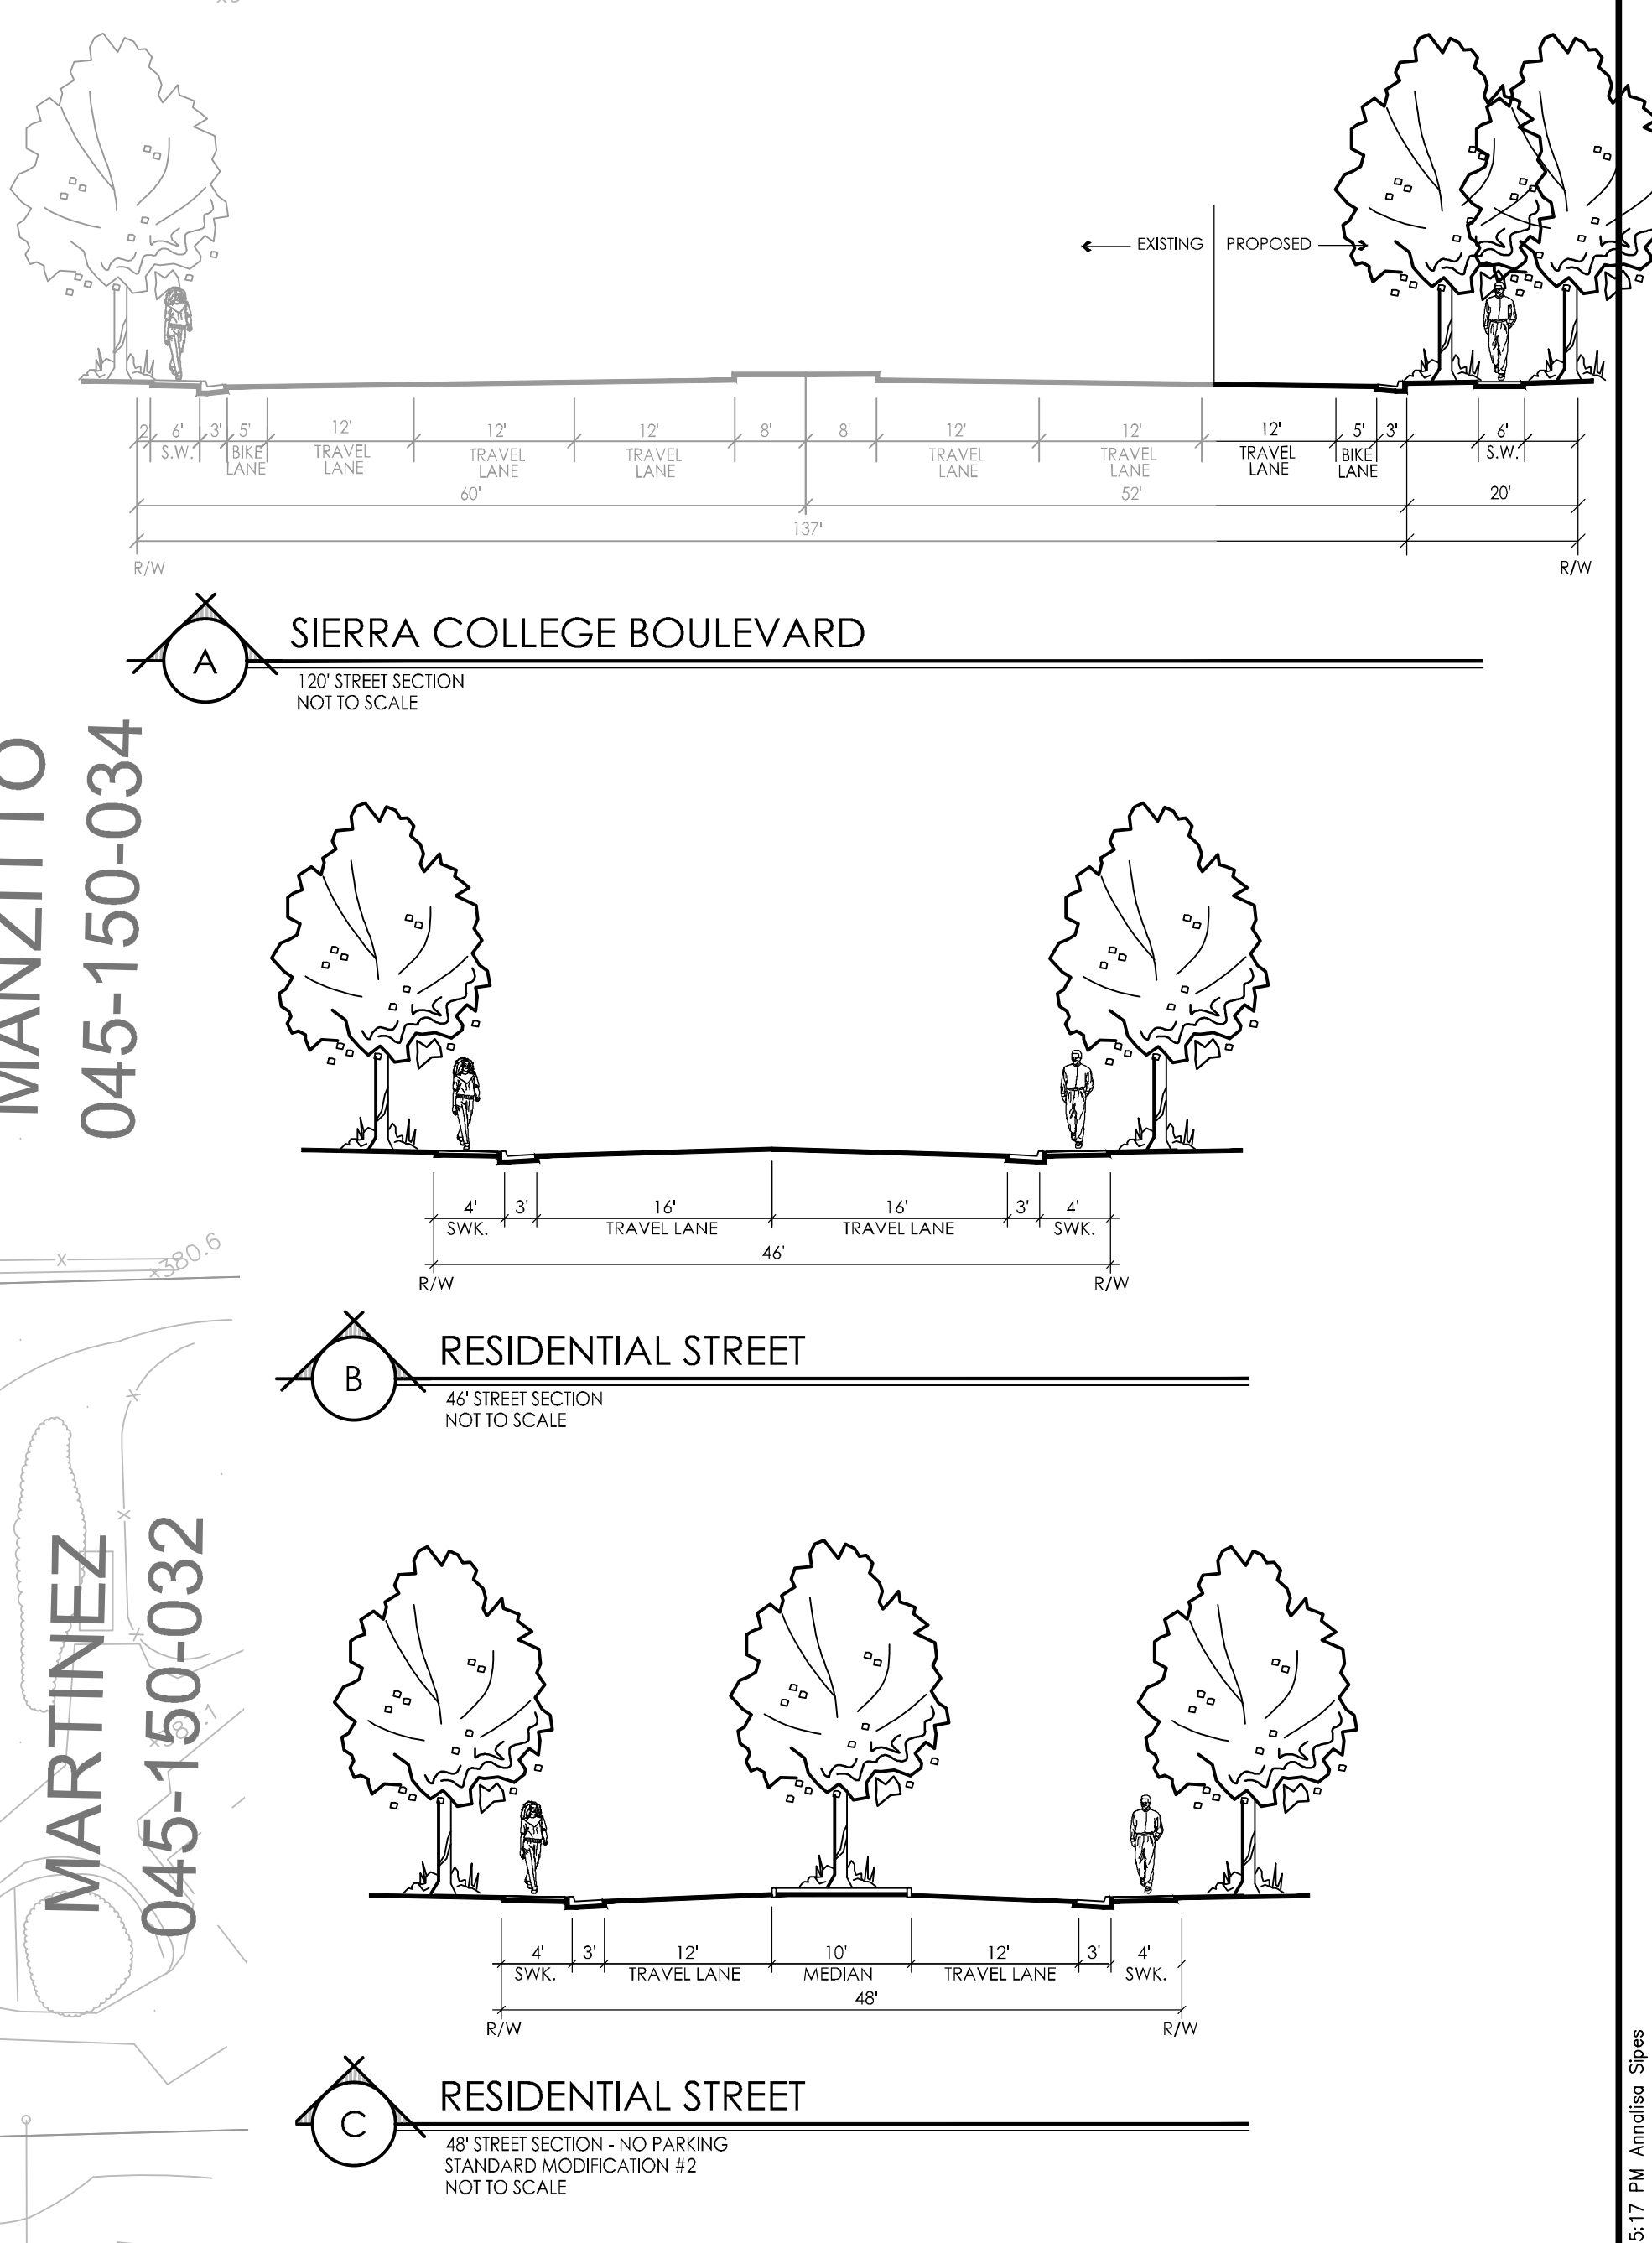 EXISTING PROPOSED
2' 6' 3' 5' 12' 12' 12' 8' 8' 12' 12' 12' 5' 3' 6'
S.W. BIKE LANE TRAVEL LANE TRAVEL LANE TRAVEL LANE TRAVEL LANE TRAVEL LANE TRAVEL LANE BIKE LANE S.W.
60' 52' 20'
137'
R/W R/W
A
SIERRA COLLEGE BOULEVARD
120' STREET SECTION
NOT TO SCALE
045-150-034
4' 3' 16' 16' 3' 4'
SWK. TRAVEL LANE TRAVEL LANE SWK.
46'
R/W R/W
x380.6
B
RESIDENTIAL STREET
46' STREET SECTION
NOT TO SCALE
MARTINEZ
045-150-032
4' 3' 12' 10' 12' 3' 4'
SWK. TRAVEL LANE MEDIAN TRAVEL LANE SWK.
48'
R/W R/W
C
RESIDENTIAL STREET
48' STREET SECTION - NO PARKING
STANDARD MODIFICATION #2
NOT TO SCALE
5:17 PM Annalisa Sipes